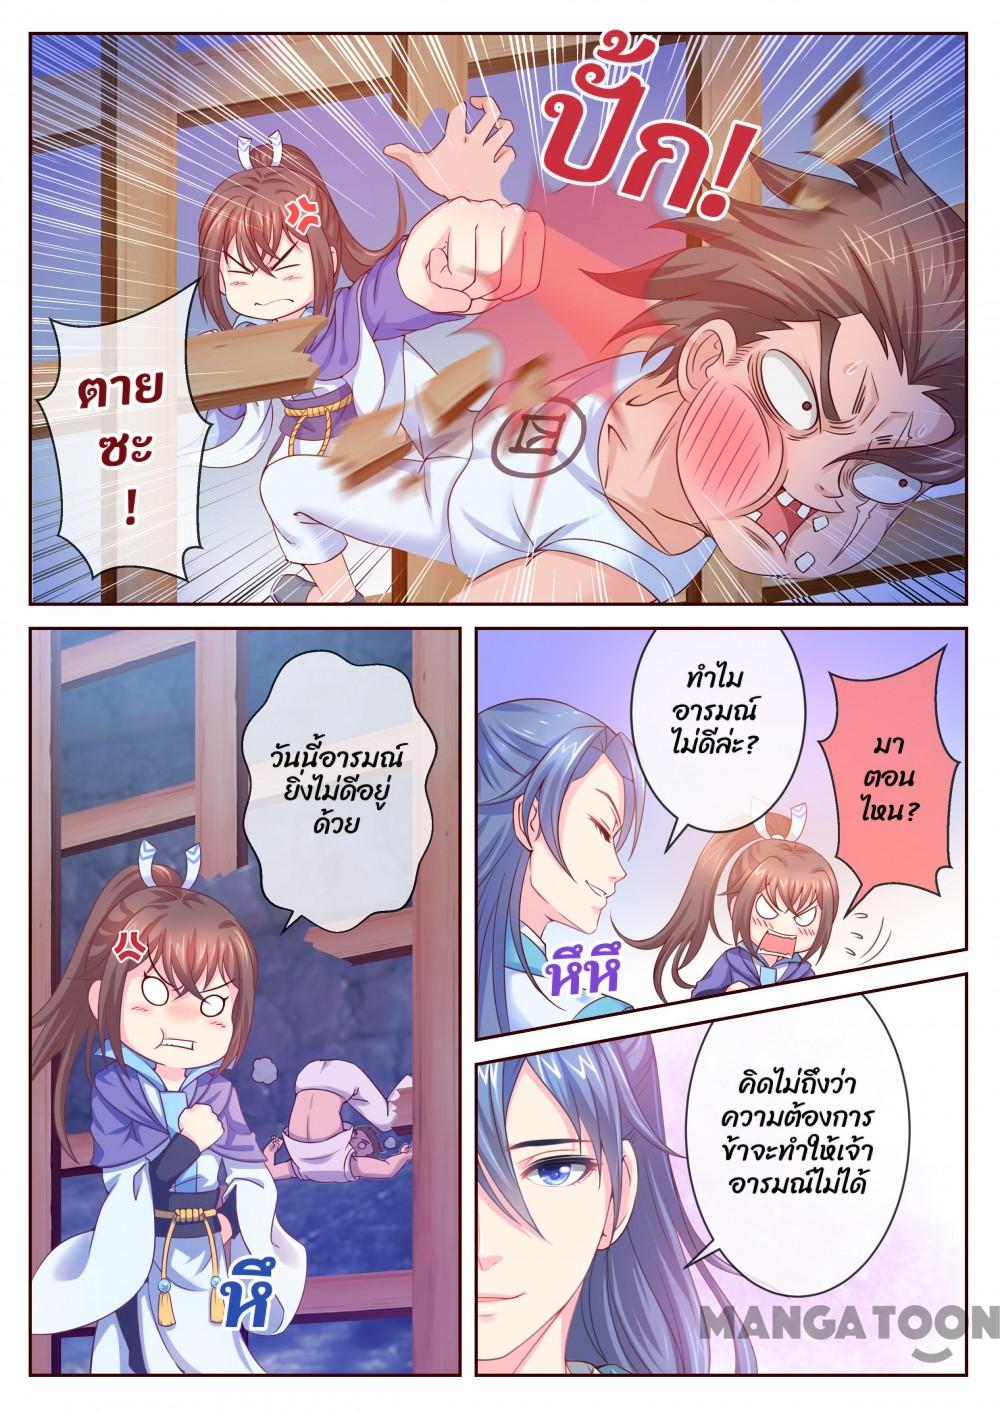 ปั้ก!
ตาย
ซะ
!
วันนี้อารมณ์
ยิ่งไม่ดีอยู่
ด้วย
หึ
ทำไม
อารมณ์
ไม่ดีล่ะ?
มา
ตอน
ไหน?
หึหึ
คิดไม่ถึงว่า
ความต้องการ
ข้าจะทำให้เจ้า
อารมณ์ไม่ได้
MANGATOON